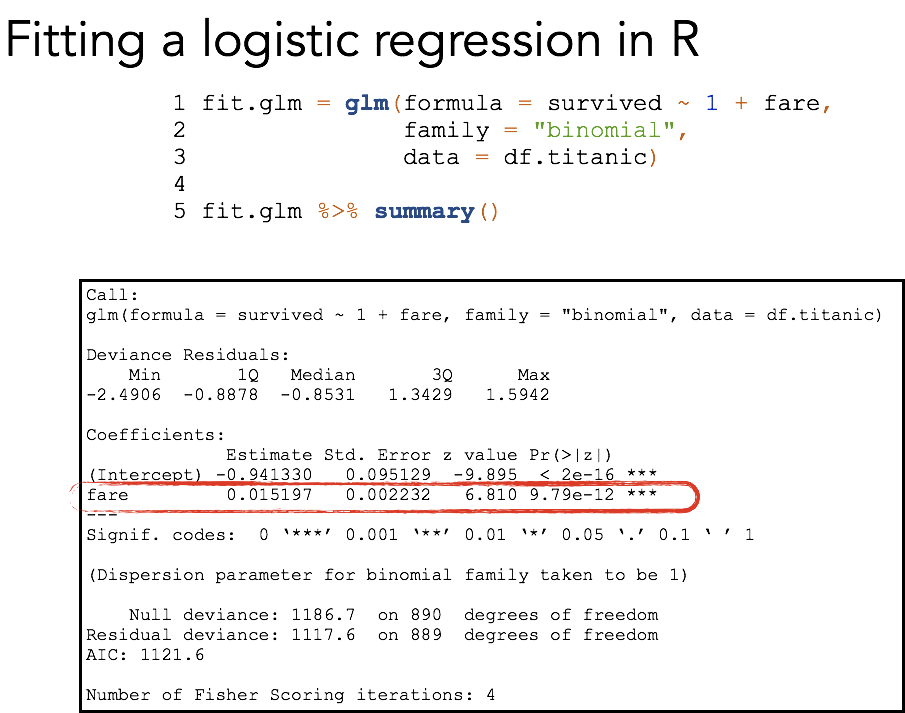 Fitting a logistic regression in R
1 fit.glm = glm(formula = survived ~ 1 + fare,
2               family = "binomial",
3               data = df.titanic)
4
5 fit.glm %>% summary()
Call:
glm(formula = survived ~ 1 + fare, family = "binomial", data = df.titanic)
Deviance Residuals:
    Min       1Q   Median       3Q      Max
-2.4906  -0.8878  -0.8531   1.3429   1.5942
Coefficients:
             Estimate Std. Error z value Pr(>|z|)
(Intercept) -0.941330   0.095129  -9.895  < 2e-16 ***
fare         0.015197   0.002232   6.810 9.79e-12 ***
---
Signif. codes:  0 ‘***’ 0.001 ‘**’ 0.01 ‘*’ 0.05 ‘.’ 0.1 ‘ ’ 1
(Dispersion parameter for binomial family taken to be 1)
    Null deviance: 1186.7  on 890  degrees of freedom
Residual deviance: 1117.6  on 889  degrees of freedom
AIC: 1121.6
Number of Fisher Scoring iterations: 4